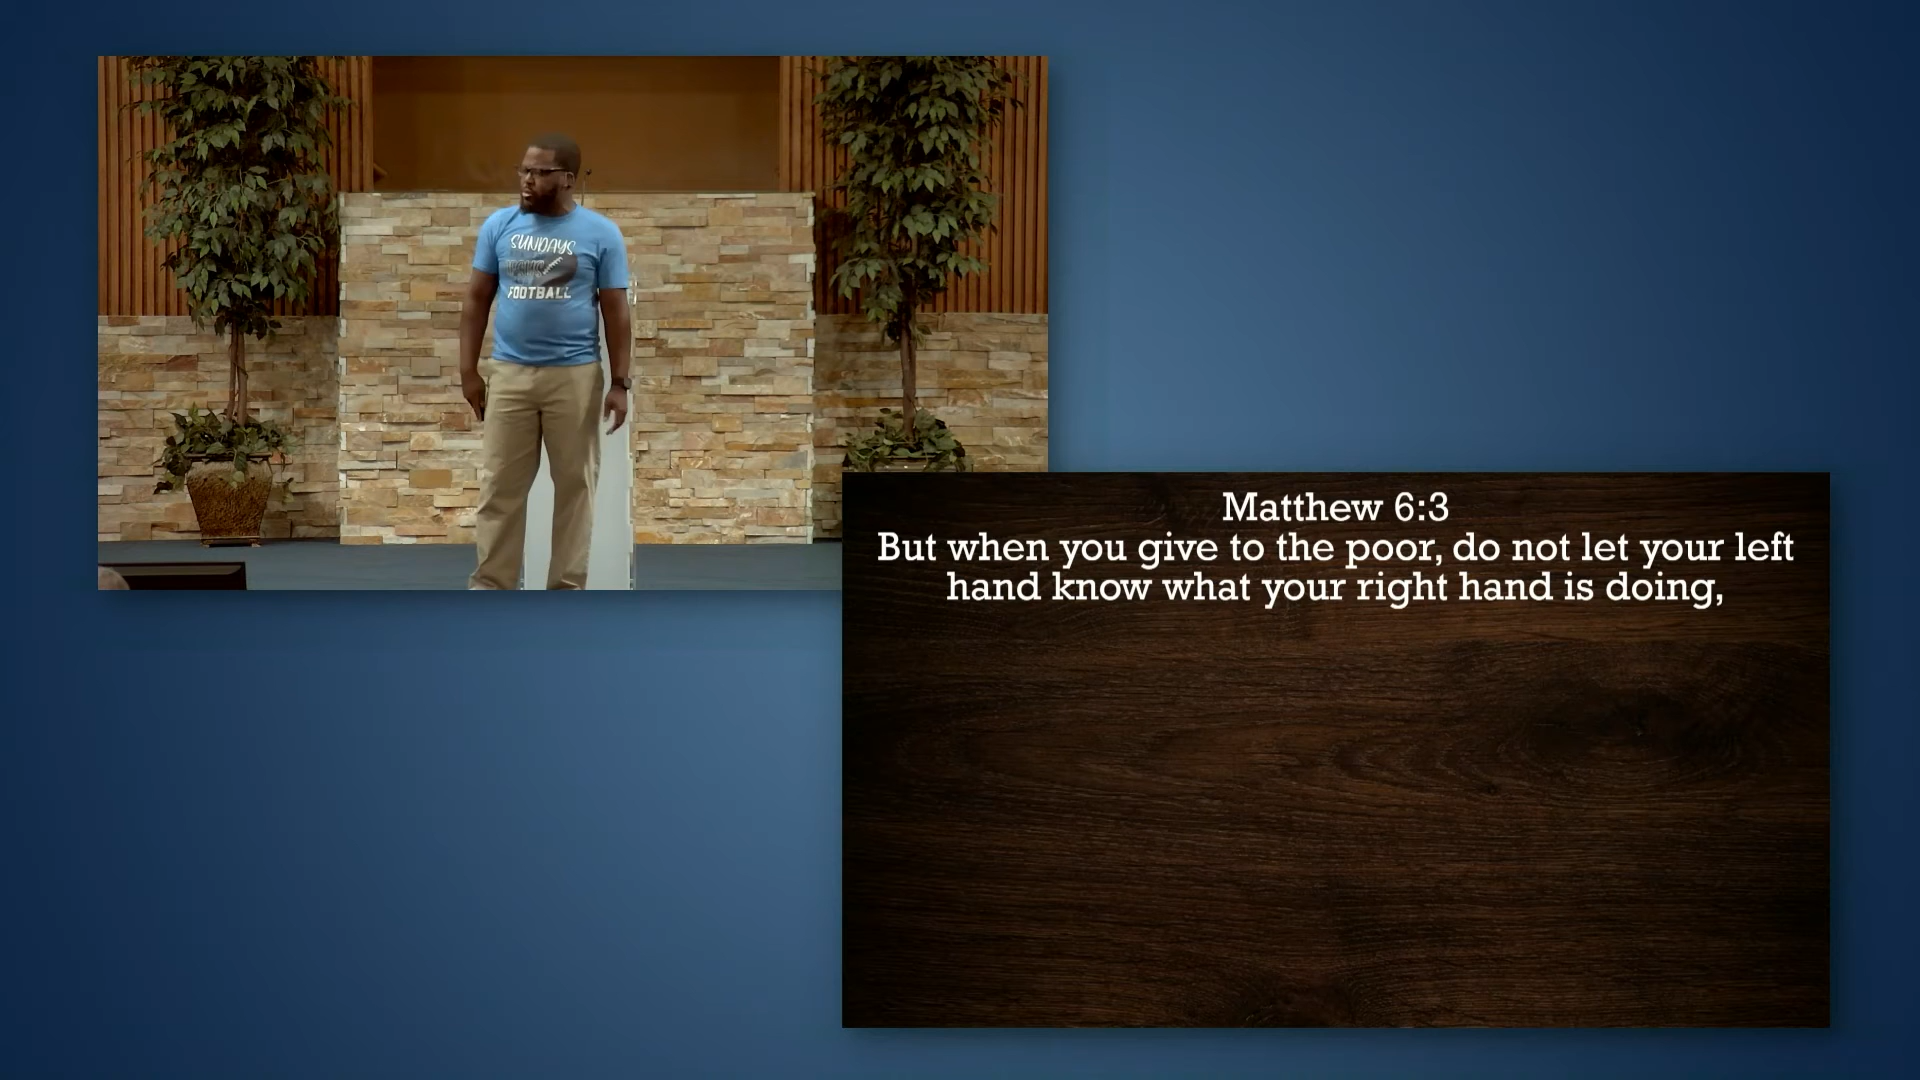 SUNDAYS
FOOTBALL
Matthew 6:3
But when you give to the poor, do not let your left
hand know what your right hand is doing,